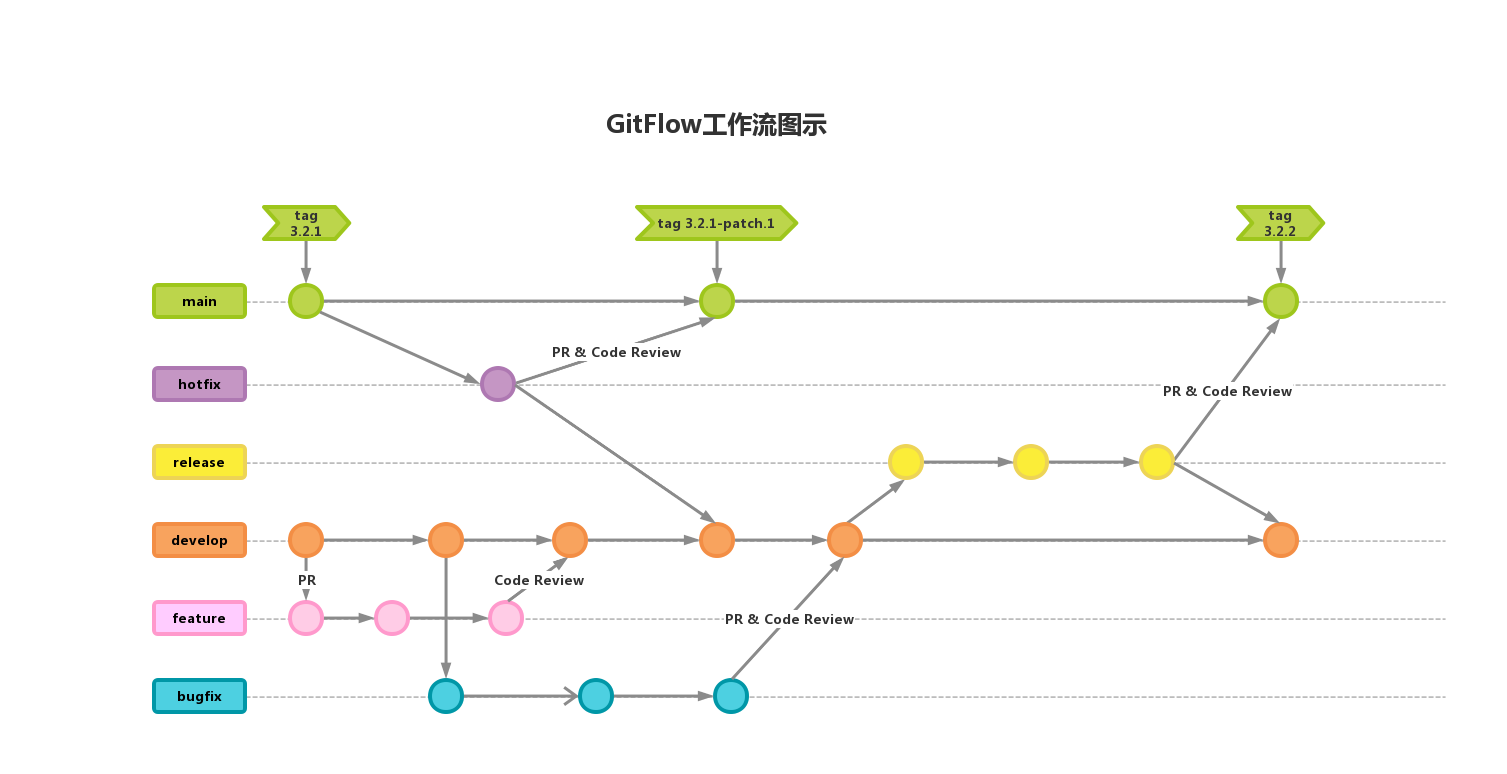 GitFlow工作流图示
tag
3.2.1
tag 3.2.1-patch.1
tag
3.2.2
main
PR & Code Review
hotfix
PR & Code Review
release
develop
PR
Code Review
feature
PR & Code Review
bugfix